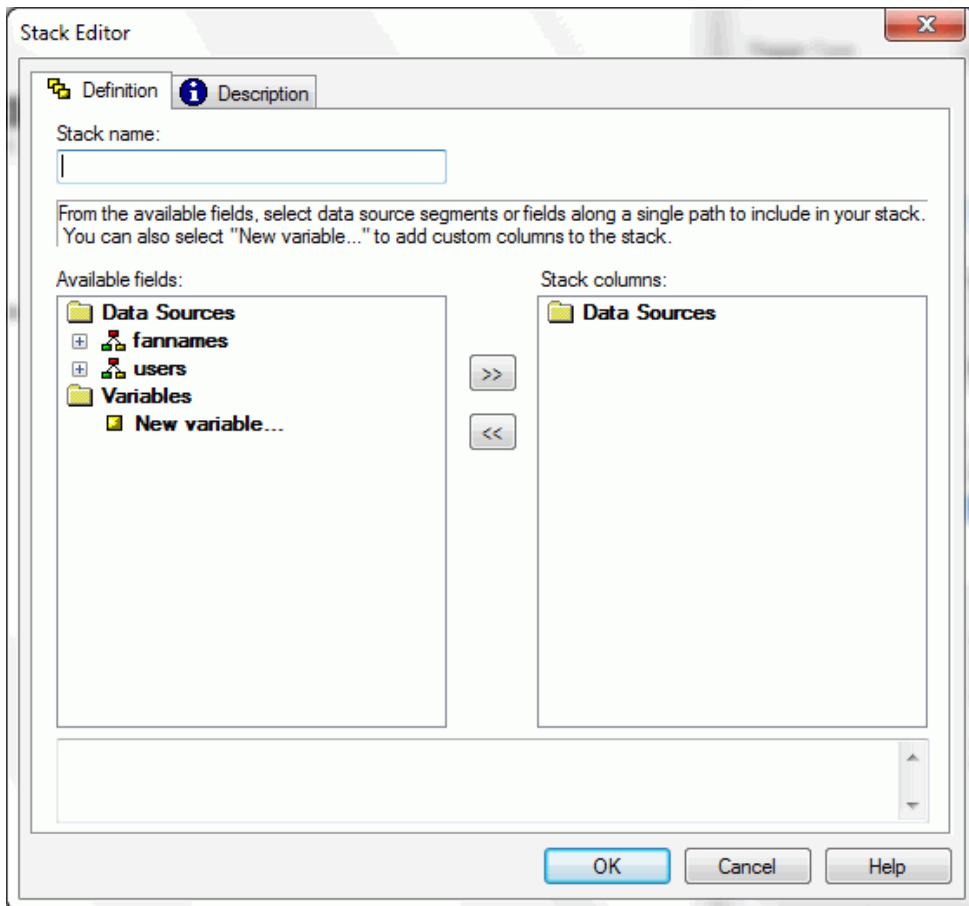 Stack Editor
Definition
Description
Stack name:
From the available fields, select data source segments or fields along a single path to include in your stack.
You can also select "New variable..." to add custom columns to the stack.
Available fields:
Stack columns:
Data Sources
Data Sources
fannames
users
>>
Variables
New variable...
<<
OK
Cancel
Help